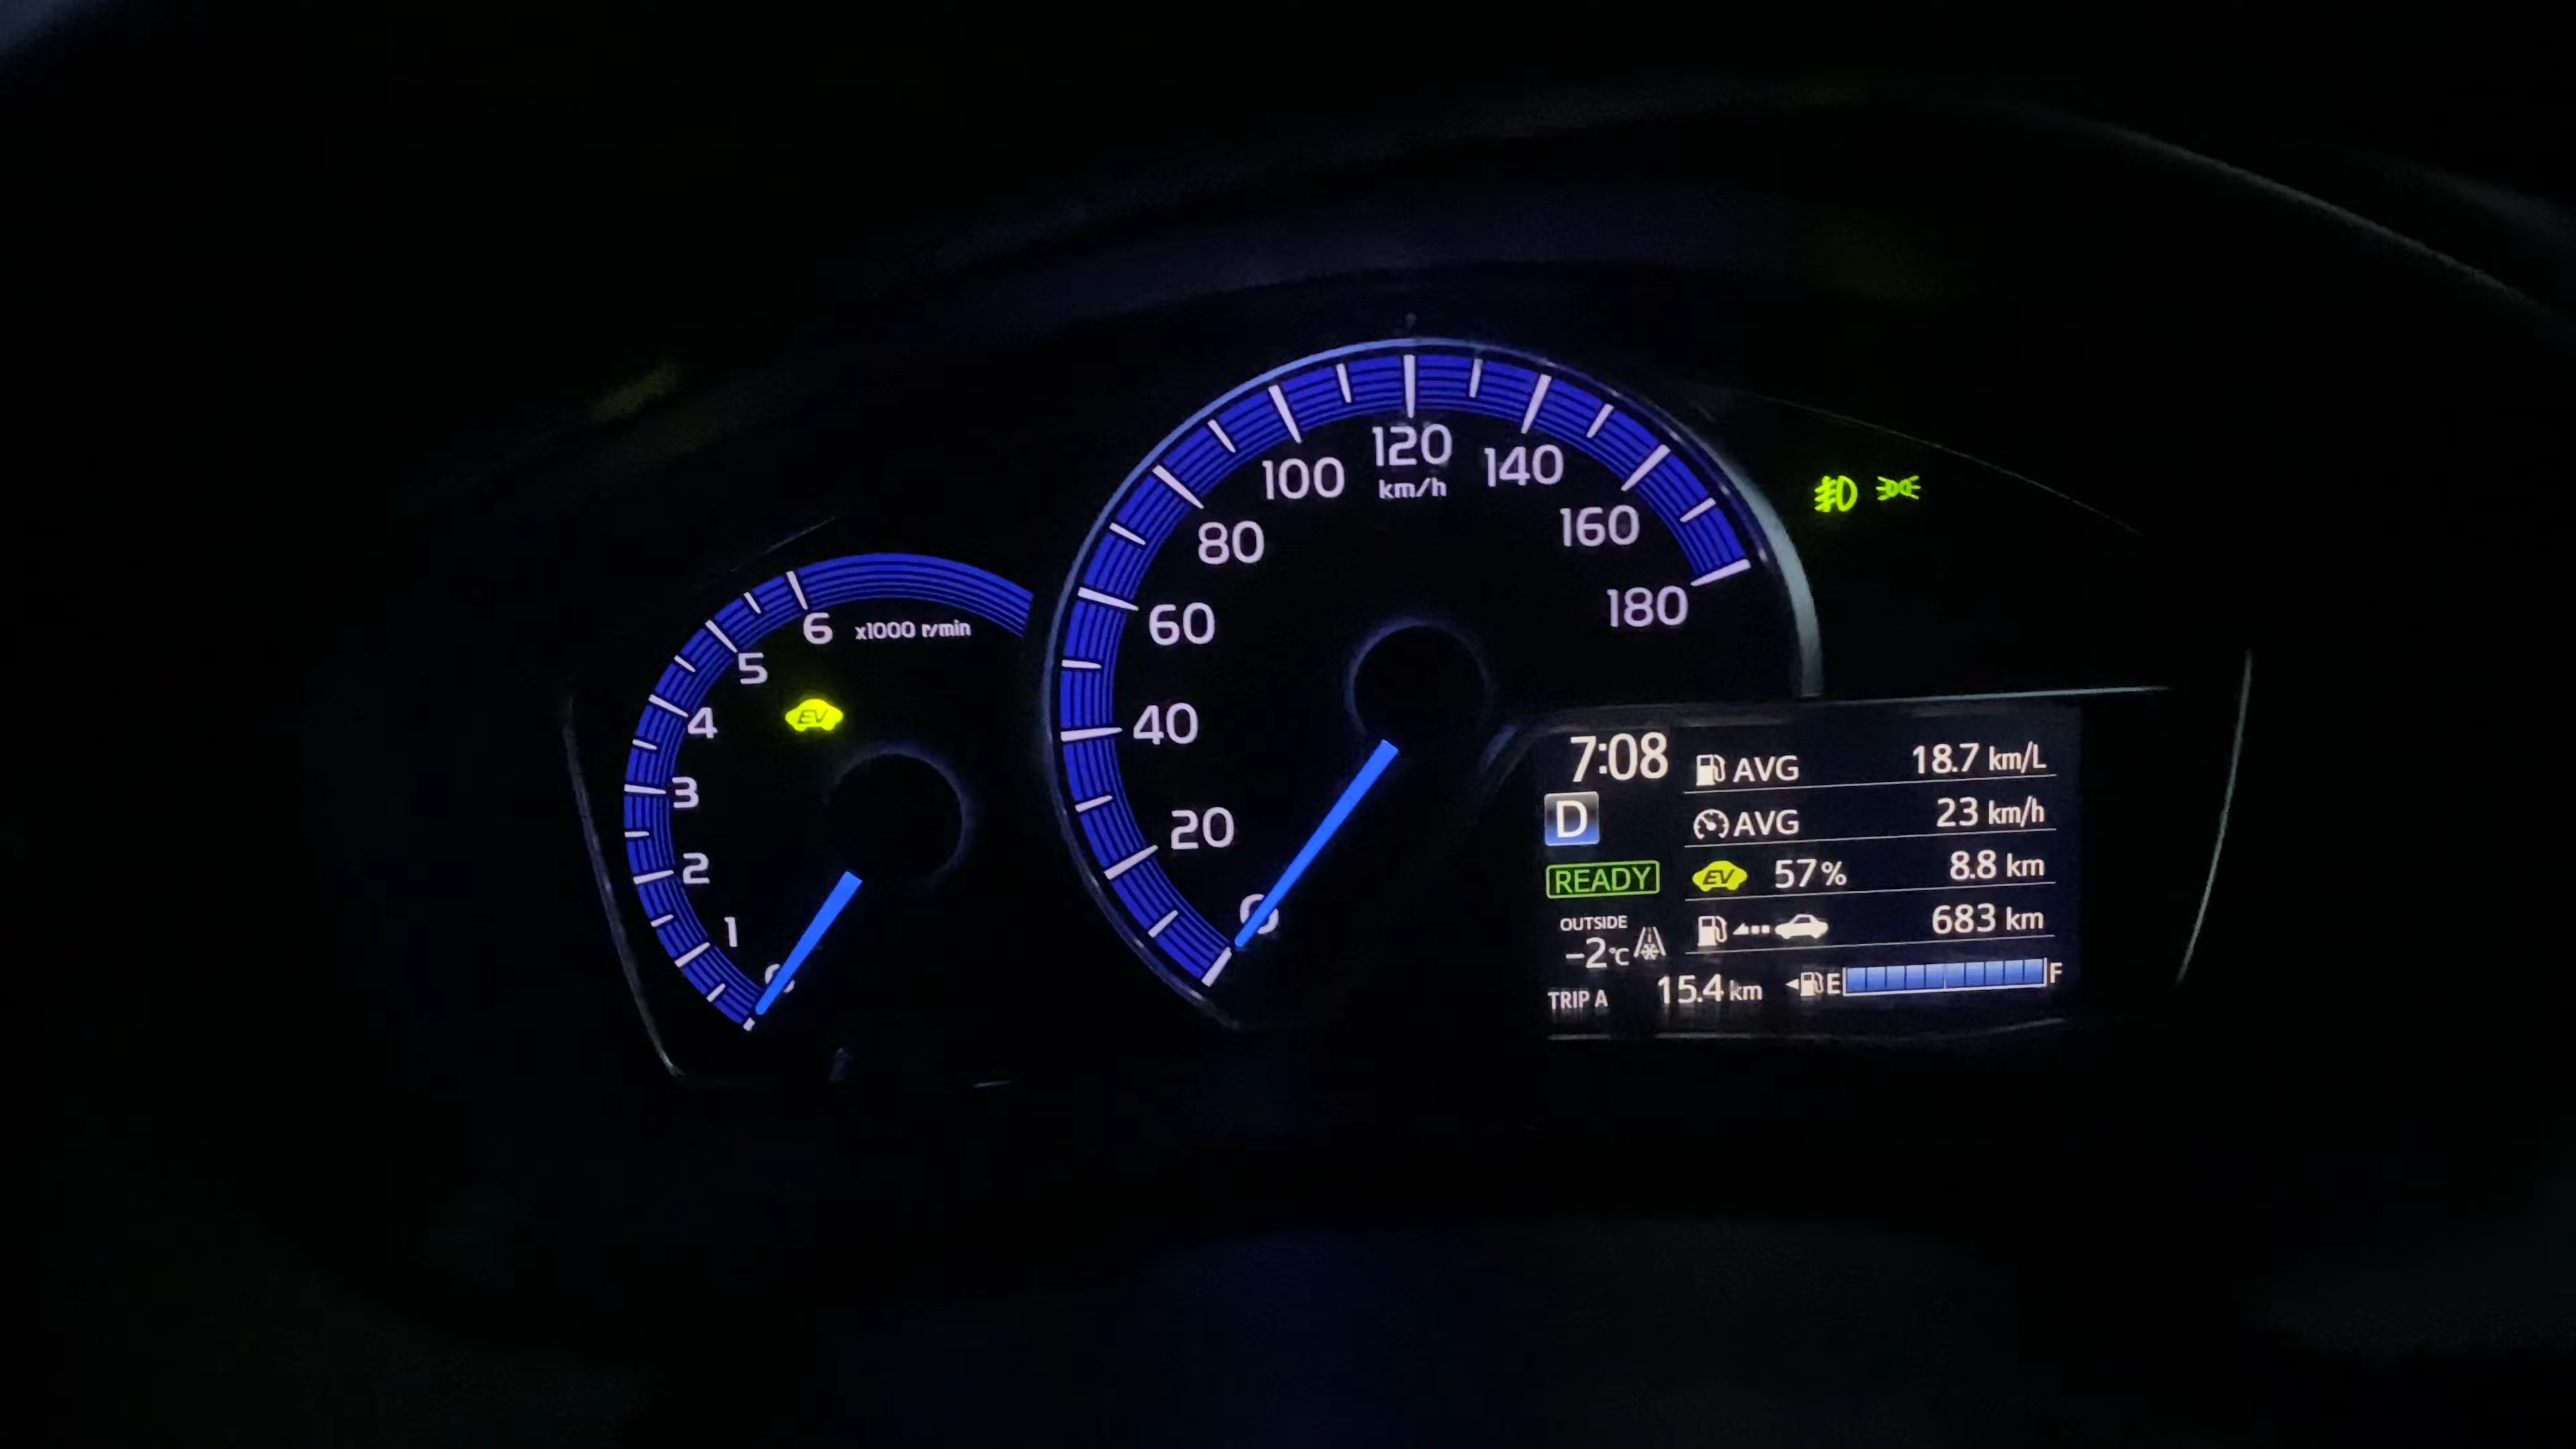 120
km/h
100
140
80
160
60
180
40
20
0
6 x1000 r/min
5
EV
4
3
2
1
7:08
AVG 18.7 km/L
D
AVG 23 km/h
READY
EV 57% 8.8 km
OUTSIDE
-2°C
683 km
TRIP A 15.4 km
E F